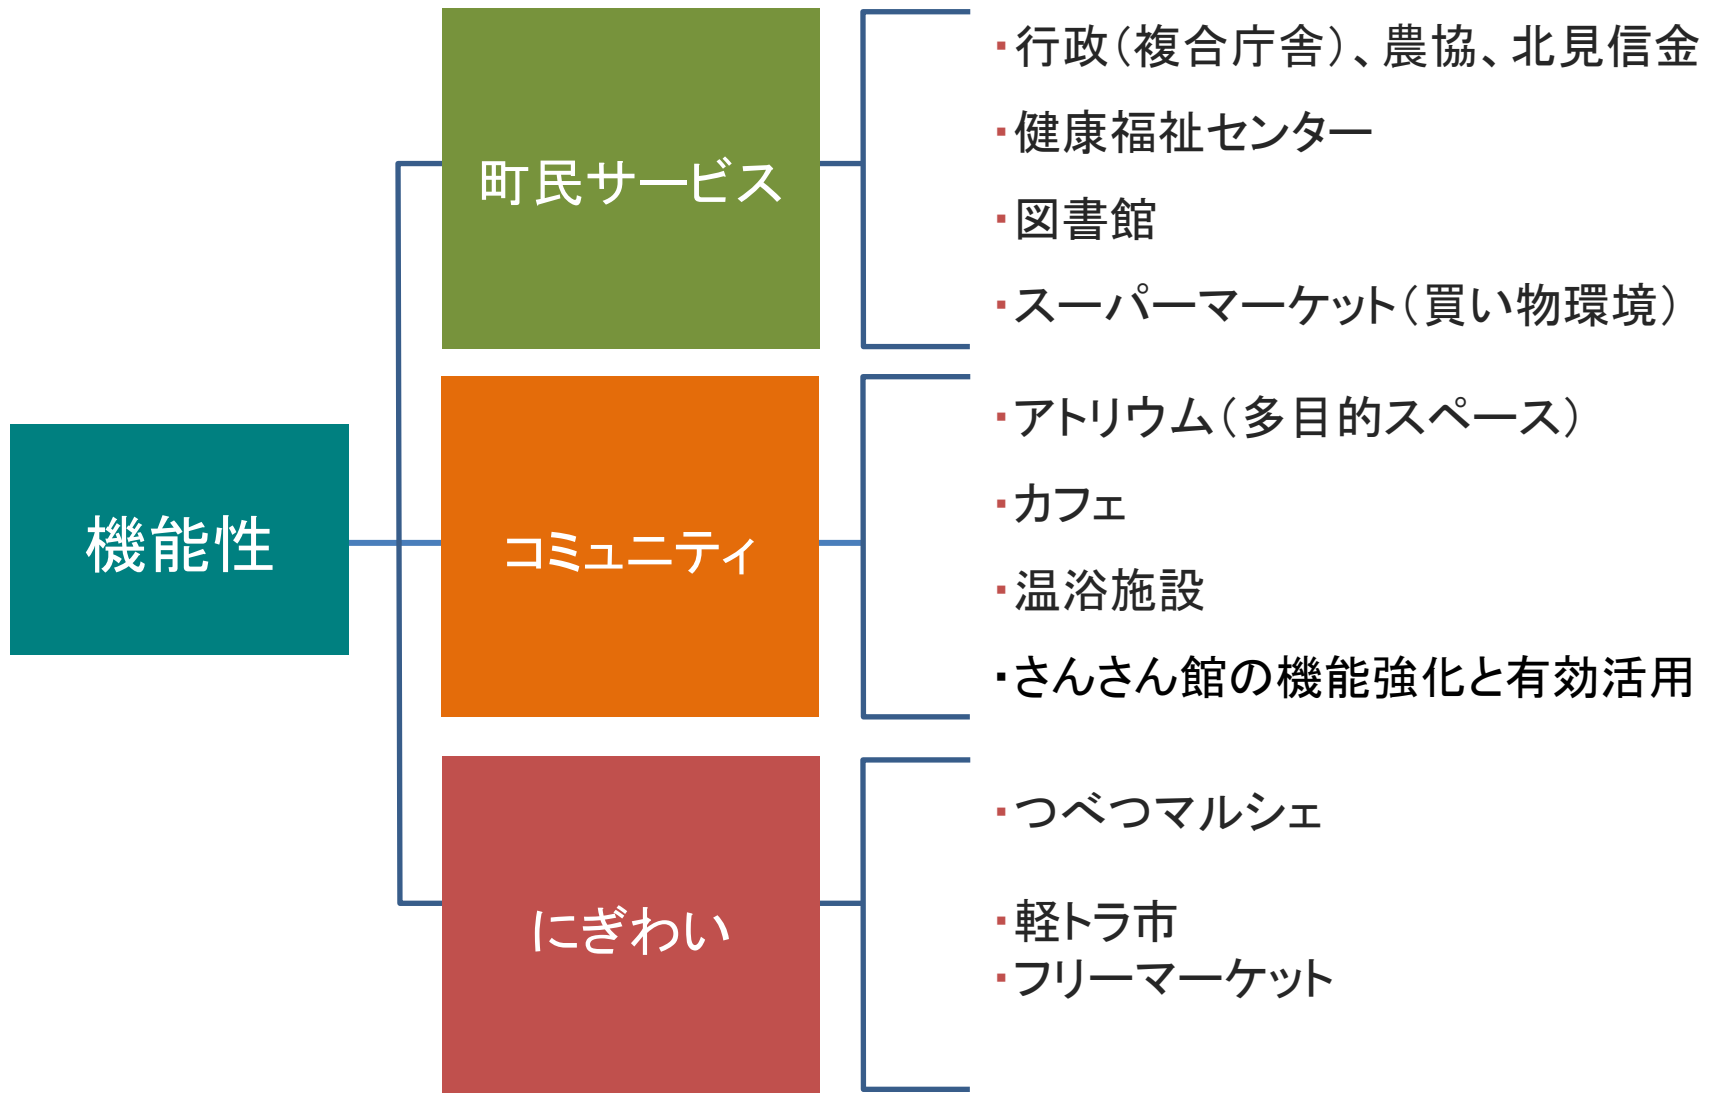 機能性
町民サービス
・行政（複合庁舎）、農協、北見信金
・健康福祉センター
・図書館
・スーパーマーケット（買い物環境）
コミュニティ
・アトリウム（多目的スペース）
・カフェ
・温浴施設
・さんさん館の機能強化と有効活用
にぎわい
・つべつマルシェ
・軽トラ市
・フリーマーケット